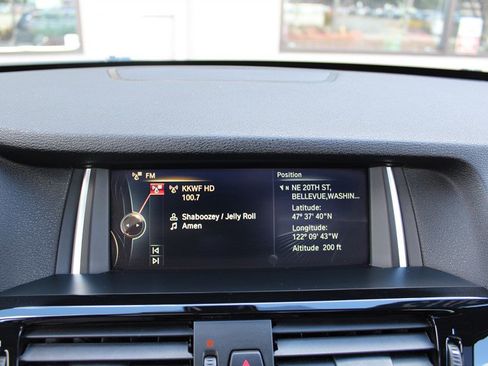 FM
KKWF HD
100.7
Shaboozey / Jelly Roll
Amen
Position
N NE 20TH ST,
BELLEVUE,WASHIN...
Latitude:
47° 37' 40"N
Longitude:
122° 09' 43"W
Altitude 200 ft